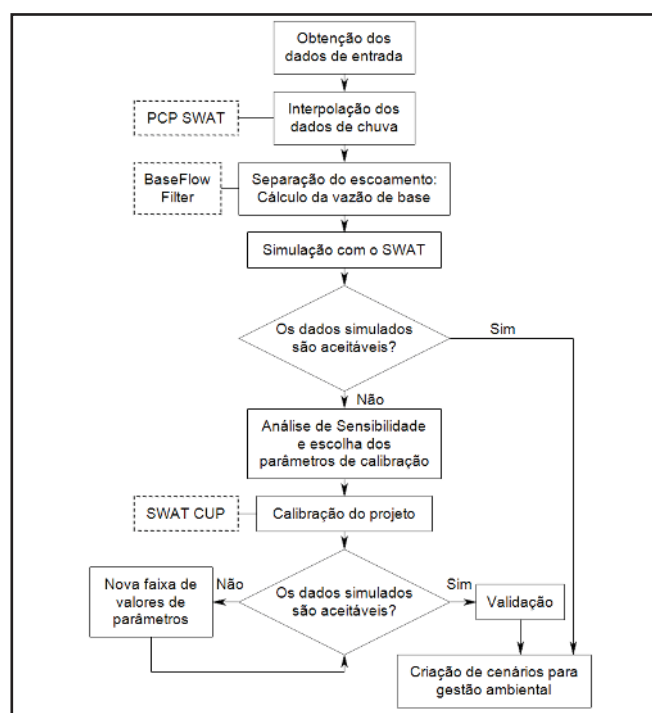 Obtenção dos
dados de entrada
PCP SWAT
Interpolação dos
dados de chuva
BaseFlow
Filter
Separação do escoamento:
Cálculo da vazão de base
Simulação com o SWAT
Os dados simulados
são aceitáveis?
Sim
Não
Análise de Sensibilidade
e escolha dos
parâmetros de calibração
SWAT CUP
Calibração do projeto
Nova faixa de
valores de
parâmetros
Não
Os dados simulados
são aceitáveis?
Sim
Validação
Criação de cenários para
gestão ambiental